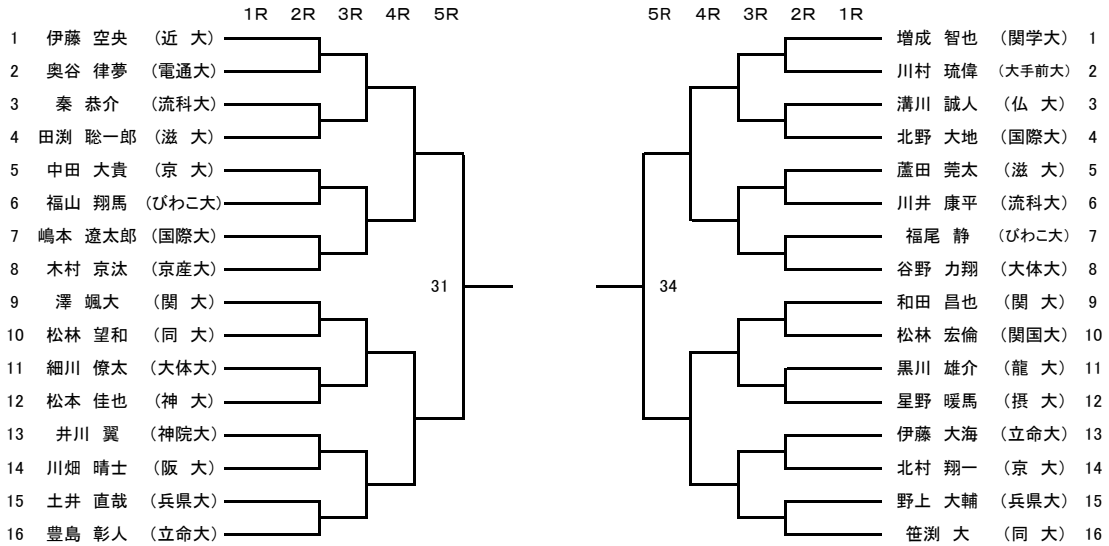 1R 2R 3R 4R 5R
1 伊藤 空央 (近 大)
2 奥谷 律夢 (電通大)
3 秦 恭介 (流科大)
4 田渕 聡一郎 (滋 大)
5 中田 大貴 (京 大)
6 福山 翔馬 (びわこ大)
7 嶋本 遼太郎 (国際大)
8 木村 京汰 (京産大)
31
9 澤 颯大 (関 大)
10 松林 望和 (同 大)
11 細川 僚太 (大体大)
12 松本 佳也 (神 大)
13 井川 翼 (神院大)
14 川畑 晴士 (阪 大)
15 土井 直哉 (兵県大)
16 豊島 彰人 (立命大)
5R 4R 3R 2R 1R
増成 智也 (関学大) 1
川村 琉偉 (大手前大) 2
溝川 誠人 (仏 大) 3
北野 大地 (国際大) 4
蘆田 莞太 (滋 大) 5
川井 康平 (流科大) 6
福尾 静 (びわこ大) 7
谷野 力翔 (大体大) 8
34
和田 昌也 (関 大) 9
松林 宏倫 (関国大) 10
黒川 雄介 (龍 大) 11
星野 暖馬 (摂 大) 12
伊藤 大海 (立命大) 13
北村 翔一 (京 大) 14
野上 大輔 (兵県大) 15
笹渕 大 (同 大) 16